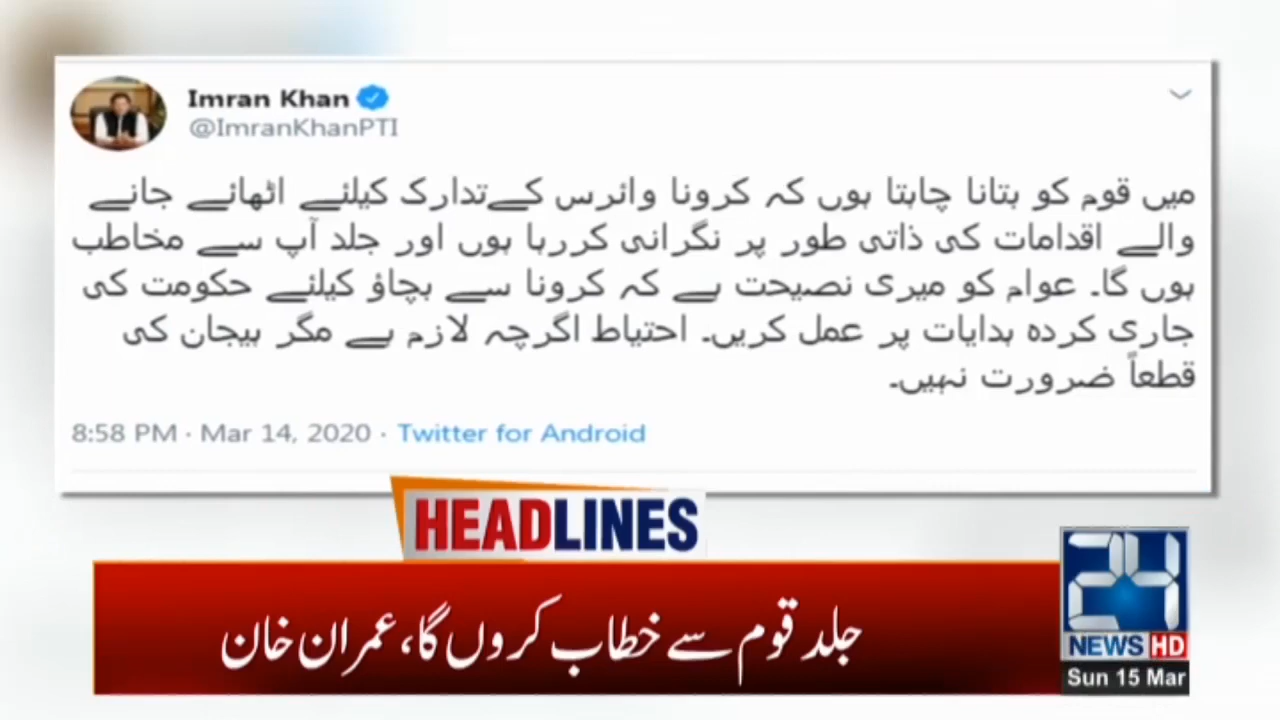 Imran Khan
@ImranKhanPTI
میں قوم کو بتانا چاہتا ہوں کہ کرونا وائرس کےتدارک کیلئے اٹھائے جانے
والے اقدامات کی ذاتی طور پر نگرانی کررہا ہوں اور جلد آپ سے مخاطب
ہوں گا۔ عوام کو میری نصیحت ہے کہ کرونا سے بچاؤ کیلئے حکومت کی
جاری کردہ ہدایات پر عمل کریں۔ احتیاط اگرچہ لازم ہے مگر ہیجان کی
قطعاً ضرورت نہیں۔
8:58 PM · Mar 14, 2020 · Twitter for Android
HEADLINES
جلد قوم سے خطاب کروں گا، عمران خان
24
NEWS HD
Sun 15 Mar